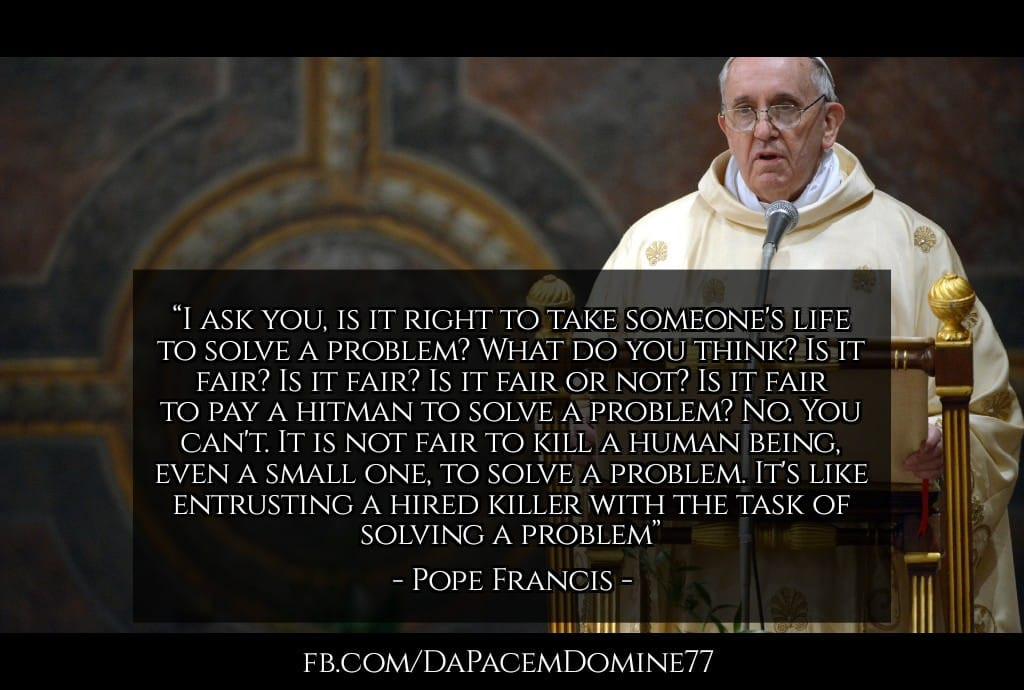 “I ask you, is it right to take someone's life
to solve a problem? What do you think? Is it
fair? Is it fair? Is it fair or not? Is it fair
to pay a hitman to solve a problem? No. You
can't. It is not fair to kill a human being,
even a small one, to solve a problem. It's like
entrusting a hired killer with the task of
solving a problem”
- Pope Francis -
fb.com/DaPacemDomine77